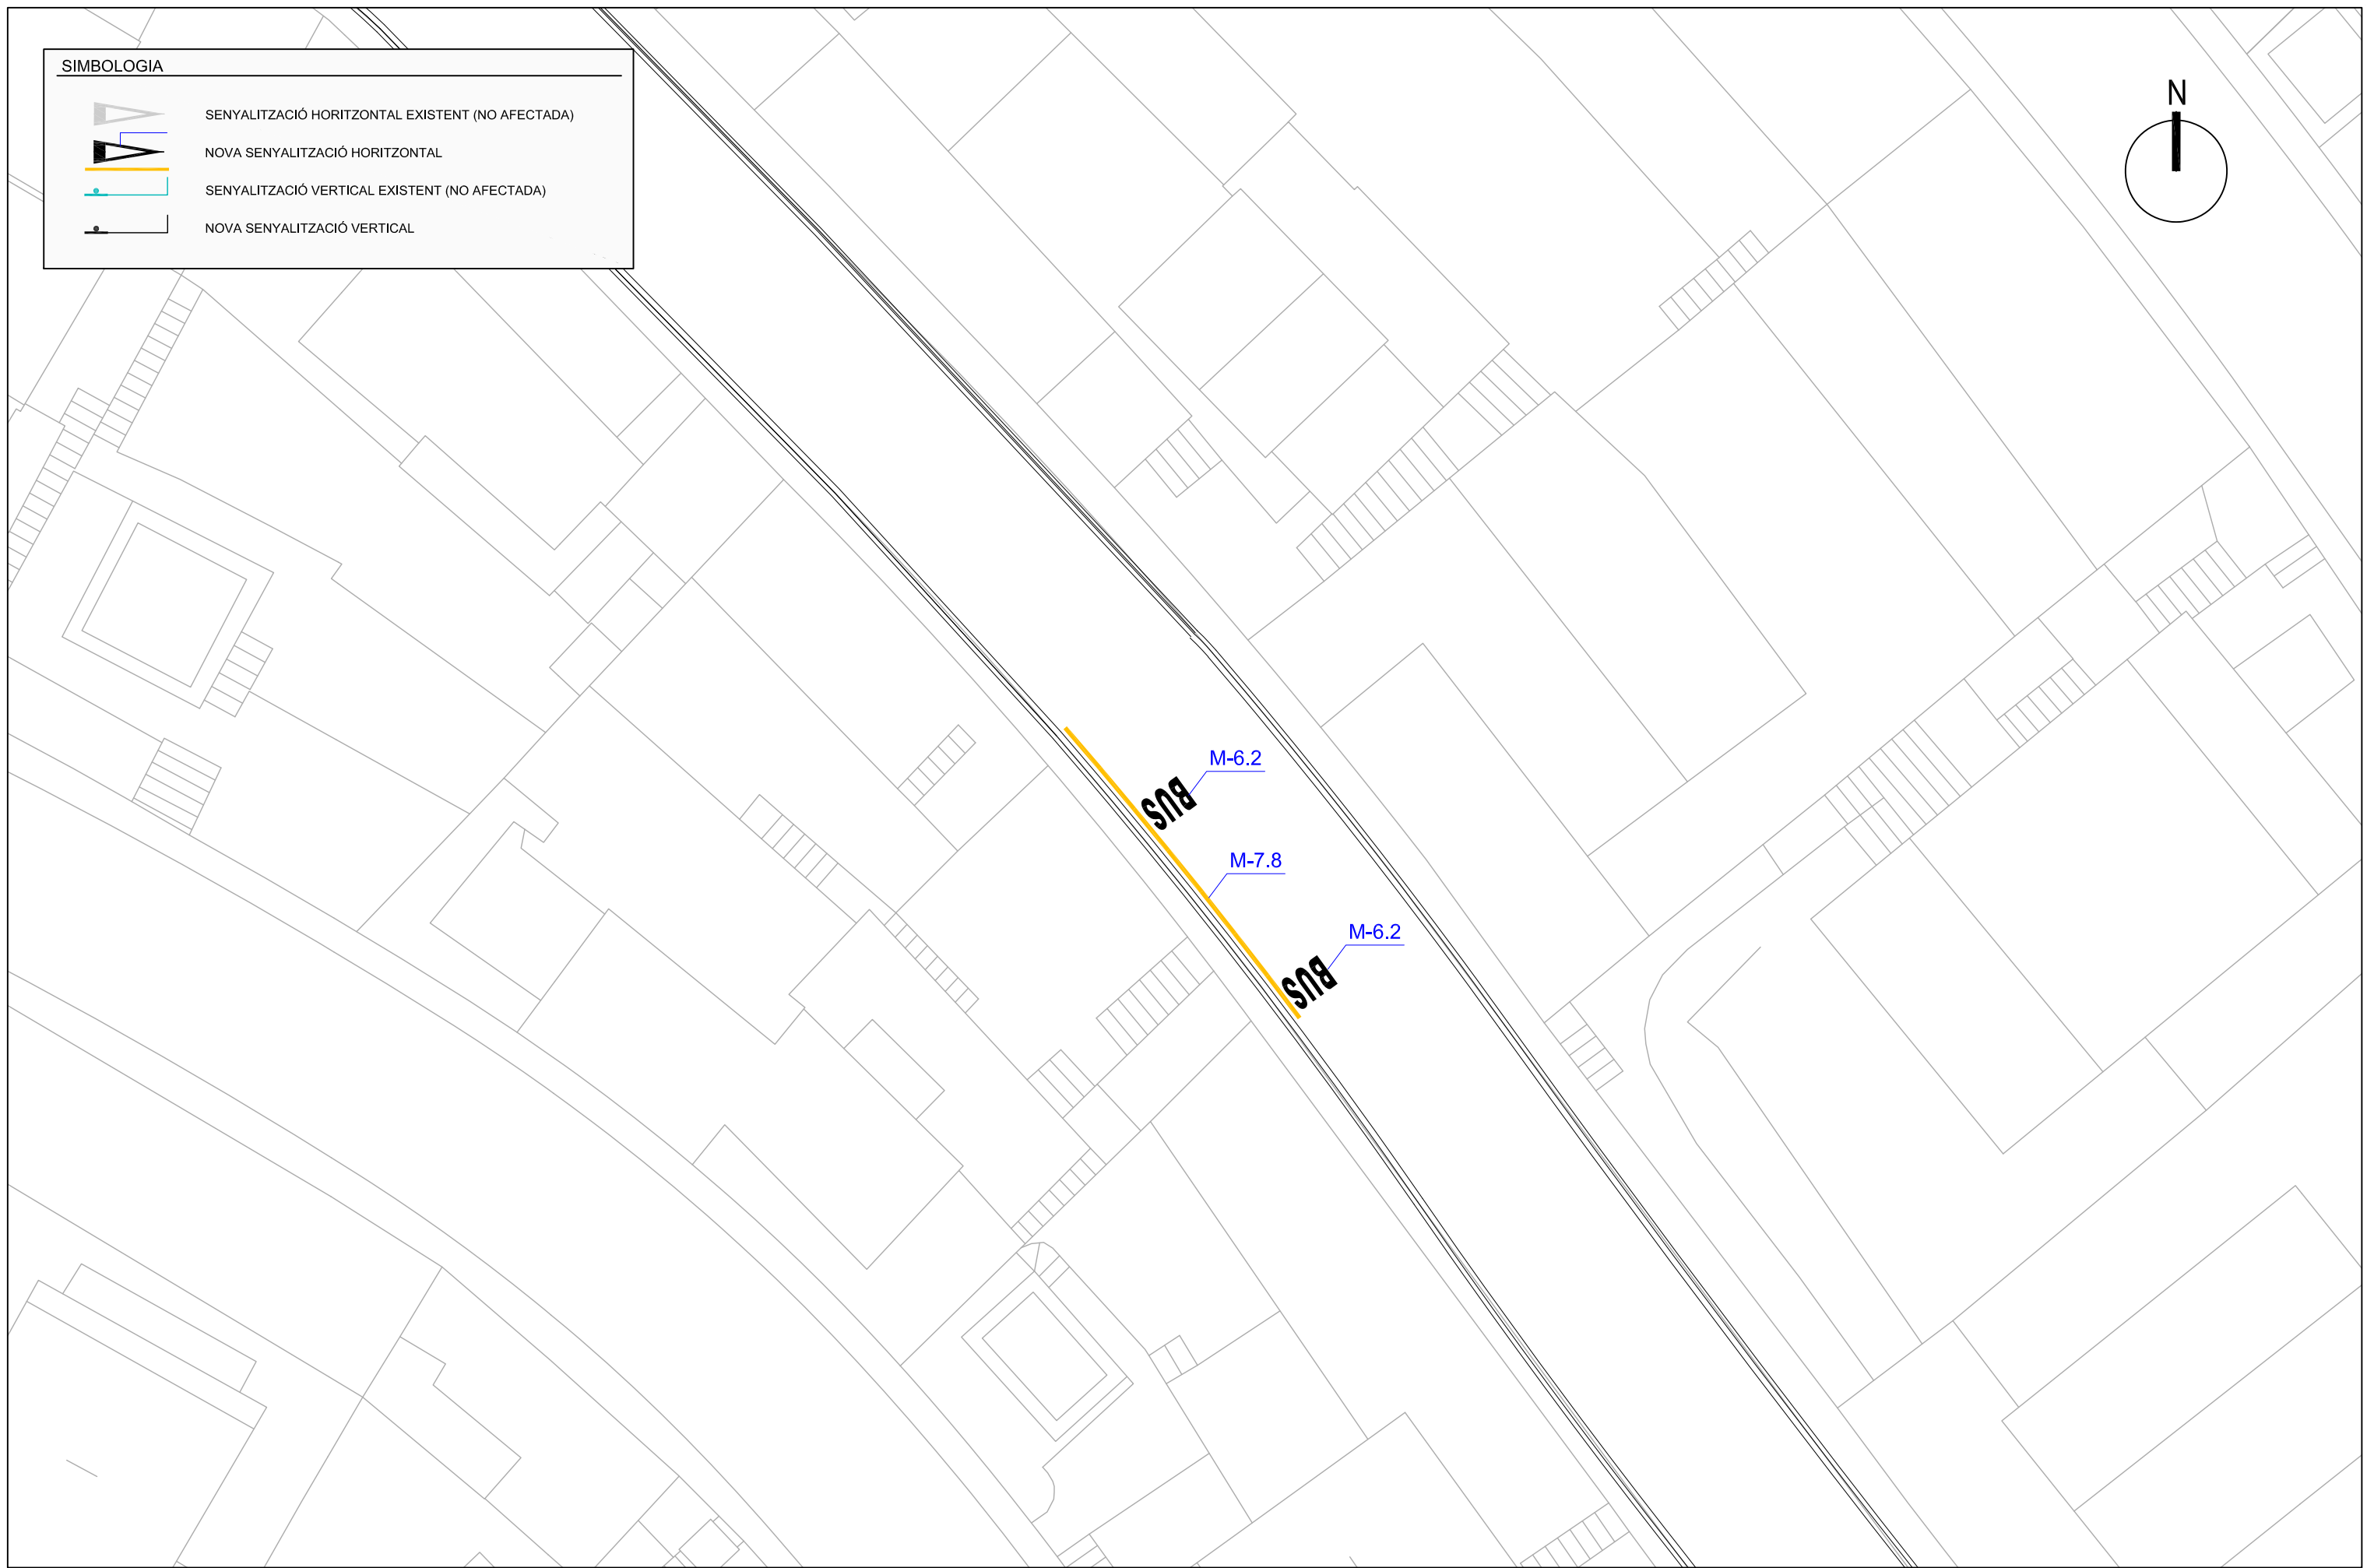 SIMBOLOGIA
SENYALITZACIÓ HORITZONTAL EXISTENT (NO AFECTADA)
NOVA SENYALITZACIÓ HORITZONTAL
SENYALITZACIÓ VERTICAL EXISTENT (NO AFECTADA)
NOVA SENYALITZACIÓ VERTICAL
N
M-6.2
BUS
M-7.8
M-6.2
BUS